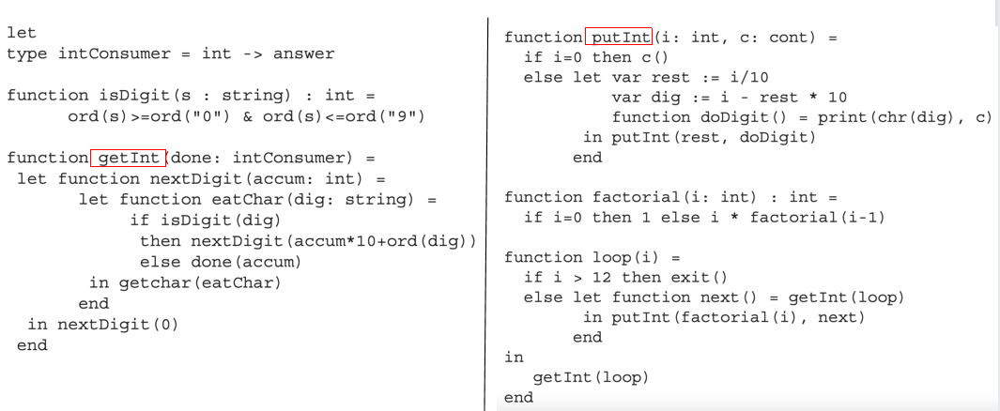 let
type intConsumer = int -> answer
function isDigit(s : string) : int =
ord(s)>=ord("0") & ord(s)<=ord("9")
function getInt(done: intConsumer) =
let function nextDigit(accum: int) =
let function eatChar(dig: string) =
if isDigit(dig)
then nextDigit(accum*10+ord(dig))
else done(accum)
in getchar(eatChar)
end
in nextDigit(0)
end
function putInt(i: int, c: cont) =
if i=0 then c()
else let var rest := i/10
var dig := i - rest * 10
function doDigit() = print(chr(dig), c)
in putInt(rest, doDigit)
end
function factorial(i: int) : int =
if i=0 then 1 else i * factorial(i-1)
function loop(i) =
if i > 12 then exit()
else let function next() = getInt(loop)
in putInt(factorial(i), next)
end
in
getInt(loop)
end